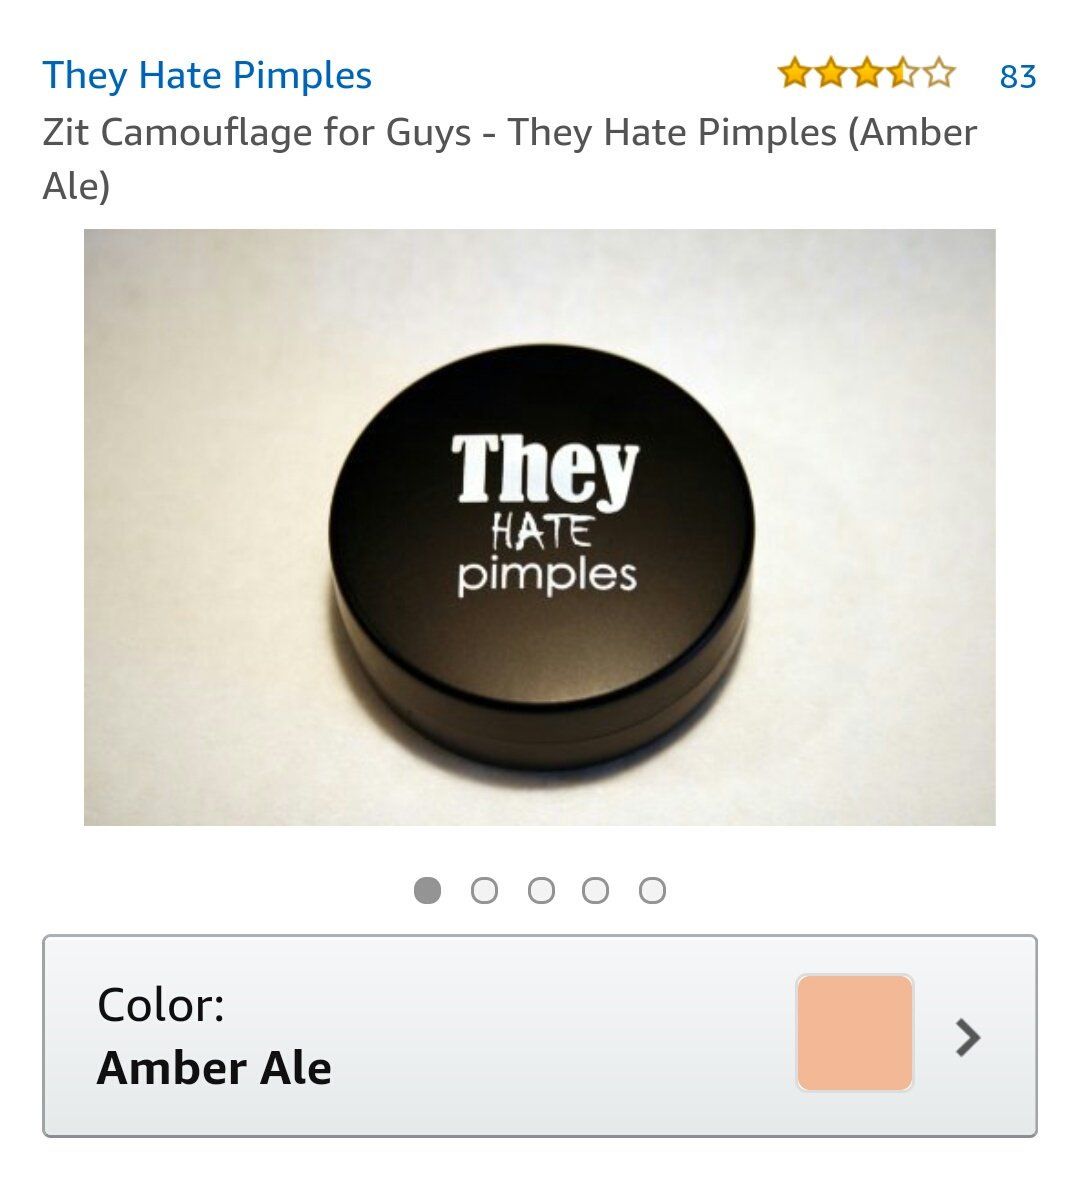 They Hate Pimples 83
Zit Camouflage for Guys - They Hate Pimples (Amber
Ale)
They
HATE
pimples
Color:
Amber Ale